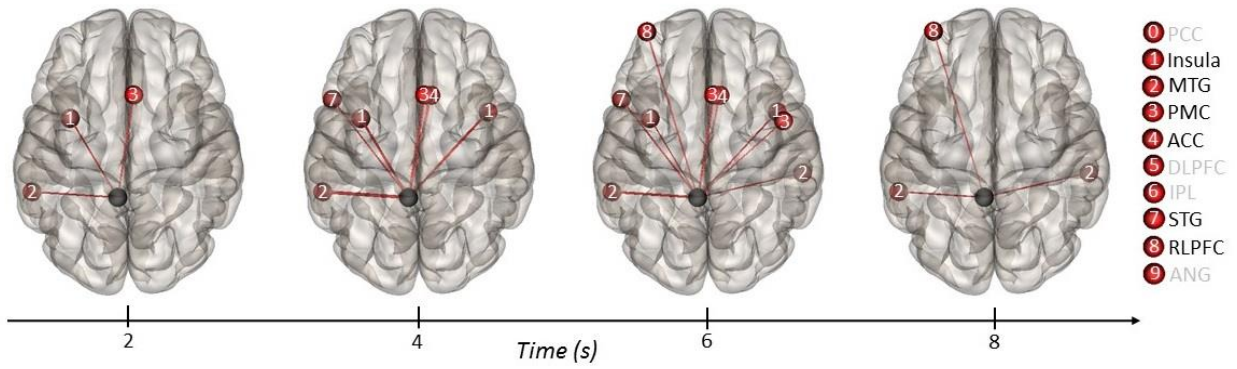 8 8 0 PCC
1 Insula
3 7 34 7 34 2 MTG
1 1 1 1 1 3 3 PMC
4 ACC
2 2 2 2 2 2 5 DLPFC
6 IPL
7 STG
8 RLPFC
9 ANG
2 4 6 8
Time (s)